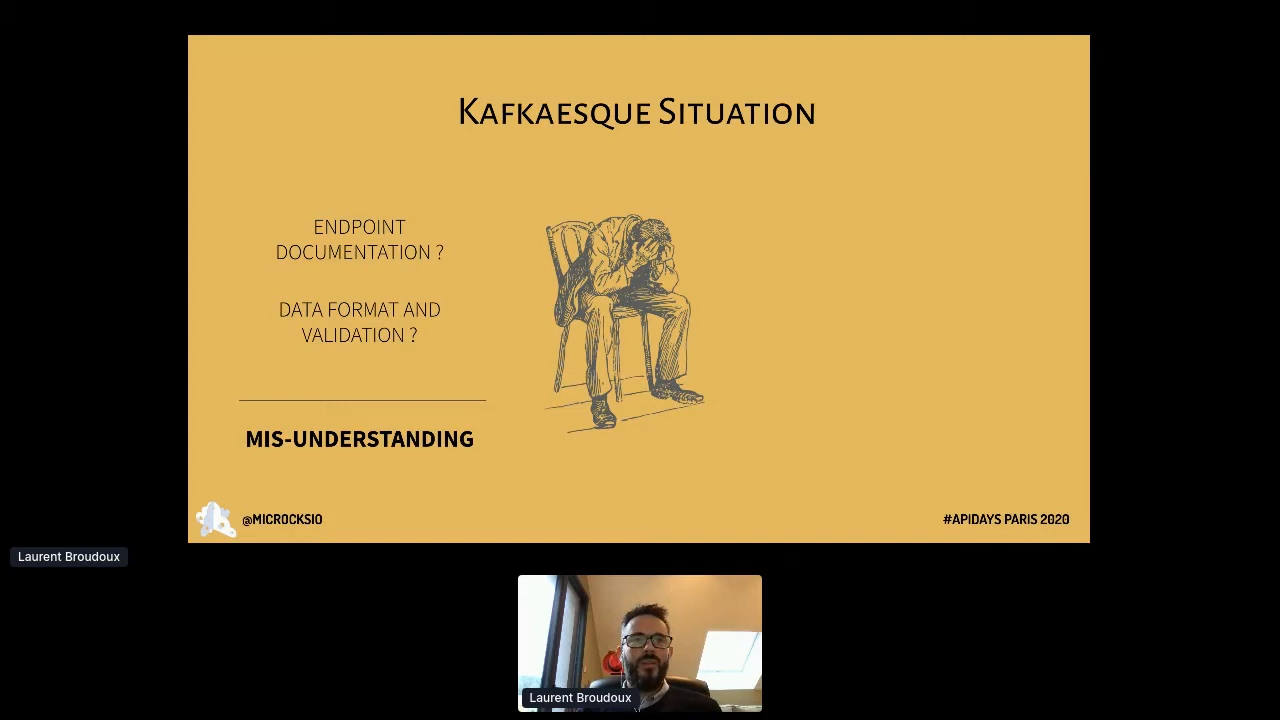 Kafkaesque Situation
ENDPOINT
DOCUMENTATION ?
DATA FORMAT AND
VALIDATION ?
MIS-UNDERSTANDING
@MICROCKSIO
#APIDAYS PARIS 2020
Laurent Broudoux
Laurent Broudoux